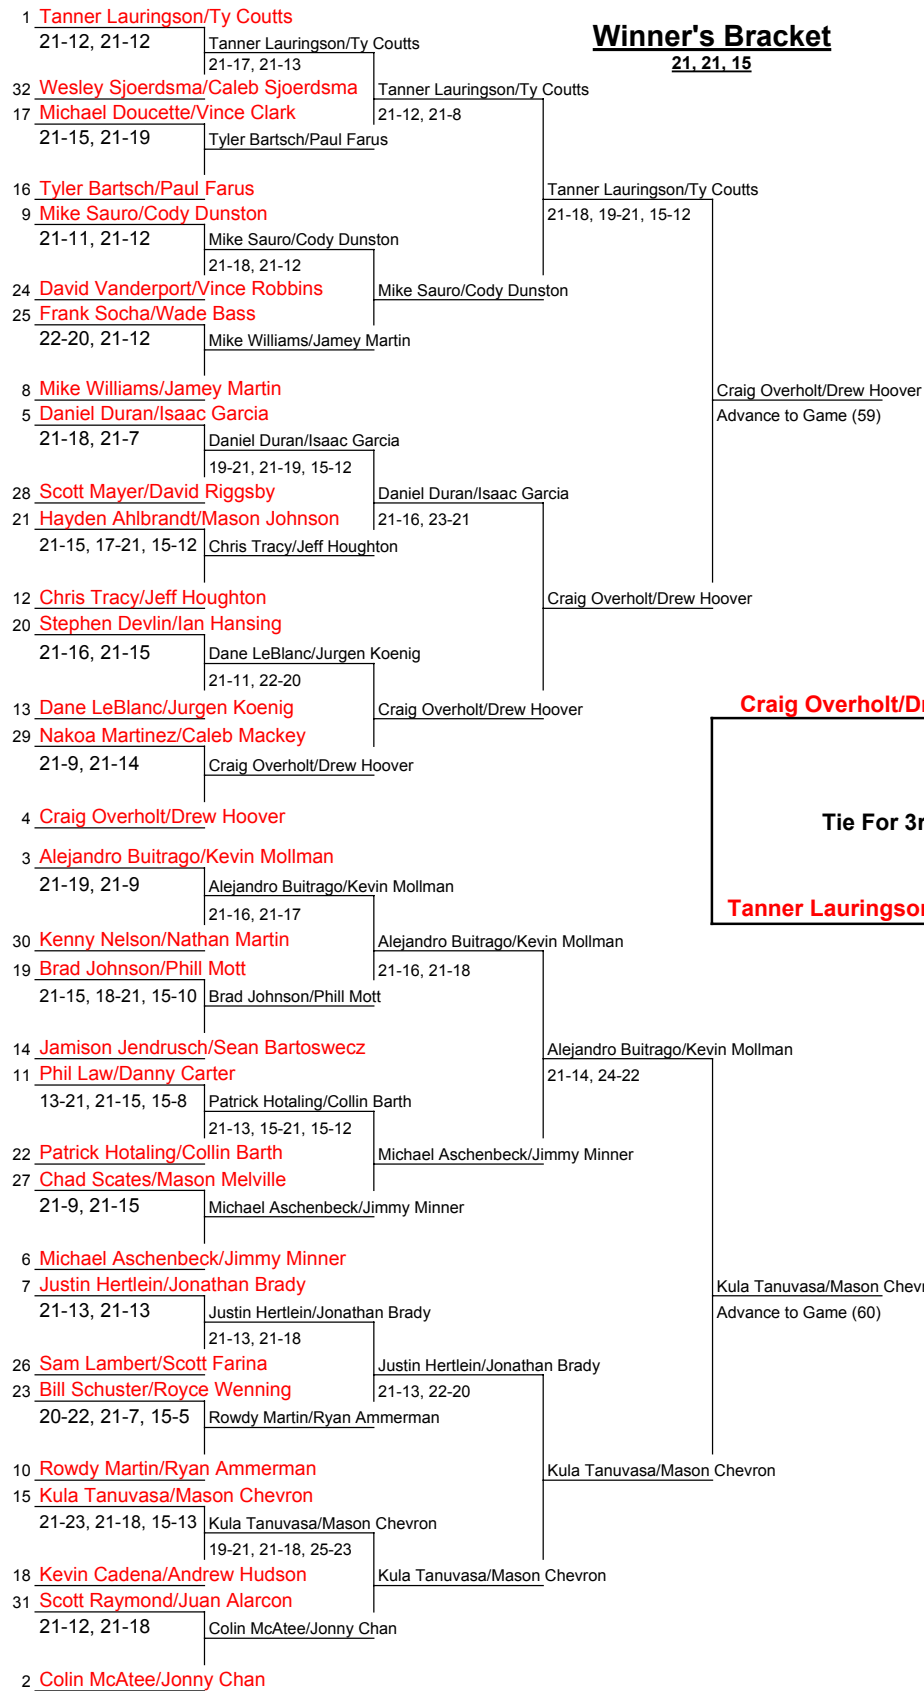 1 Tanner Lauringson/Ty Coutts
21-12, 21-12
Tanner Lauringson/Ty Coutts
21-17, 21-13
Winner's Bracket
21, 21, 15
32 Wesley Sjoerdsma/Caleb Sjoerdsma
Tanner Lauringson/Ty Coutts
17 Michael Doucette/Vince Clark
21-12, 21-8
21-15, 21-19
Tyler Bartsch/Paul Farus
16 Tyler Bartsch/Paul Farus
Tanner Lauringson/Ty Coutts
9 Mike Sauro/Cody Dunston
21-18, 19-21, 15-12
21-11, 21-12
Mike Sauro/Cody Dunston
21-18, 21-12
24 David Vanderport/Vince Robbins
Mike Sauro/Cody Dunston
25 Frank Socha/Wade Bass
22-20, 21-12
Mike Williams/Jamey Martin
8 Mike Williams/Jamey Martin
Craig Overholt/Drew Hoover
5 Daniel Duran/Isaac Garcia
Advance to Game (59)
21-18, 21-7
Daniel Duran/Isaac Garcia
19-21, 21-19, 15-12
28 Scott Mayer/David Riggsby
Daniel Duran/Isaac Garcia
21 Hayden Ahlbrandt/Mason Johnson
21-16, 23-21
21-15, 17-21, 15-12
Chris Tracy/Jeff Houghton
12 Chris Tracy/Jeff Houghton
Craig Overholt/Drew Hoover
20 Stephen Devlin/Ian Hansing
21-16, 21-15
Dane LeBlanc/Jurgen Koenig
21-11, 22-20
13 Dane LeBlanc/Jurgen Koenig
Craig Overholt/Drew Hoover
Craig Overholt/Dr
29 Nakoa Martinez/Caleb Mackey
21-9, 21-14
Craig Overholt/Drew Hoover
4 Craig Overholt/Drew Hoover
Tie For 3r
3 Alejandro Buitrago/Kevin Mollman
21-19, 21-9
Alejandro Buitrago/Kevin Mollman
21-16, 21-17
Tanner Lauringson
30 Kenny Nelson/Nathan Martin
Alejandro Buitrago/Kevin Mollman
19 Brad Johnson/Phill Mott
21-16, 21-18
21-15, 18-21, 15-10
Brad Johnson/Phill Mott
14 Jamison Jendrusch/Sean Bartoswecz
Alejandro Buitrago/Kevin Mollman
11 Phil Law/Danny Carter
21-14, 24-22
13-21, 21-15, 15-8
Patrick Hotaling/Collin Barth
21-13, 15-21, 15-12
22 Patrick Hotaling/Collin Barth
Michael Aschenbeck/Jimmy Minner
27 Chad Scates/Mason Melville
21-9, 21-15
Michael Aschenbeck/Jimmy Minner
6 Michael Aschenbeck/Jimmy Minner
7 Justin Hertlein/Jonathan Brady
Kula Tanuvasa/Mason Chevr
21-13, 21-13
Justin Hertlein/Jonathan Brady
Advance to Game (60)
21-13, 21-18
26 Sam Lambert/Scott Farina
Justin Hertlein/Jonathan Brady
23 Bill Schuster/Royce Wenning
21-13, 22-20
20-22, 21-7, 15-5
Rowdy Martin/Ryan Ammerman
10 Rowdy Martin/Ryan Ammerman
Kula Tanuvasa/Mason Chevron
15 Kula Tanuvasa/Mason Chevron
21-23, 21-18, 15-13
Kula Tanuvasa/Mason Chevron
19-21, 21-18, 25-23
18 Kevin Cadena/Andrew Hudson
Kula Tanuvasa/Mason Chevron
31 Scott Raymond/Juan Alarcon
21-12, 21-18
Colin McAtee/Jonny Chan
2 Colin McAtee/Jonny Chan